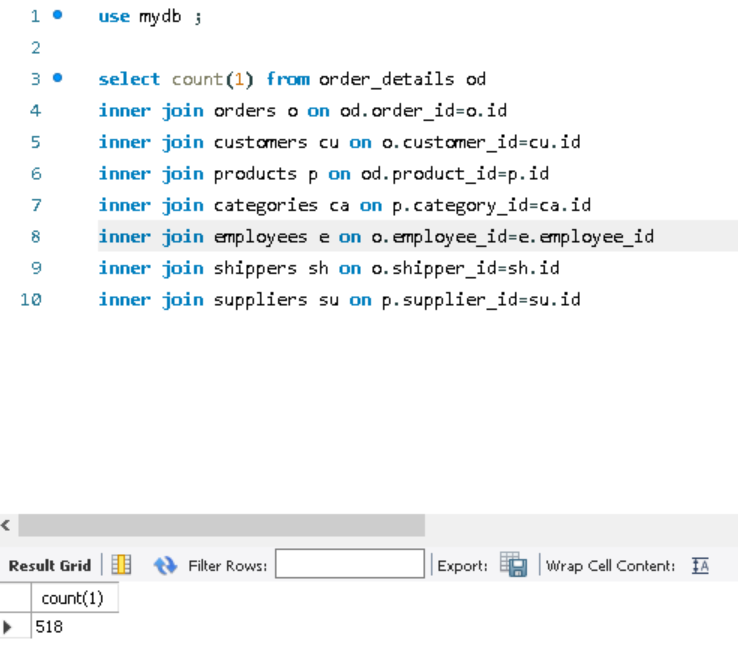 1 use mydb ;
2
3 select count(1) from order_details od
4 inner join orders o on od.order_id=o.id
5 inner join customers cu on o.customer_id=cu.id
6 inner join products p on od.product_id=p.id
7 inner join categories ca on p.category_id=ca.id
8 inner join employees e on o.employee_id=e.employee_id
9 inner join shippers sh on o.shipper_id=sh.id
10 inner join suppliers su on p.supplier_id=su.id
Result Grid Filter Rows: Export: Wrap Cell Content: IA
count(1)
518